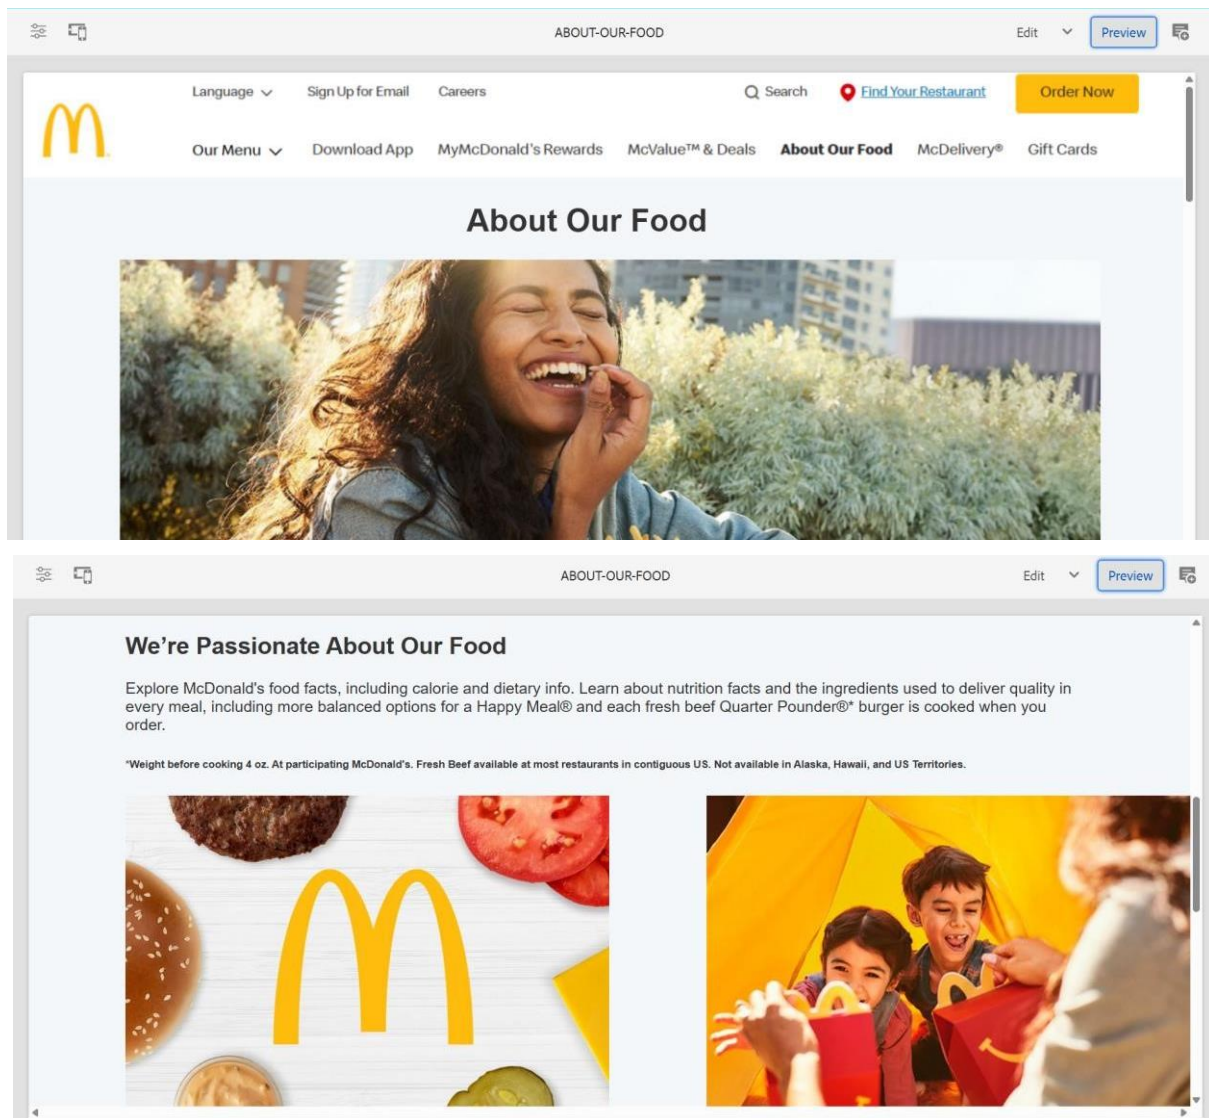 ABOUT-OUR-FOOD Edit Preview
Language Sign Up for Email Careers Search Find Your Restaurant Order Now
Our Menu Download App MyMcDonald's Rewards McValue™ & Deals About Our Food McDelivery® Gift Cards
About Our Food
ABOUT-OUR-FOOD Edit Preview
We're Passionate About Our Food
Explore McDonald's food facts, including calorie and dietary info. Learn about nutrition facts and the ingredients used to deliver quality in
every meal, including more balanced options for a Happy Meal® and each fresh beef Quarter Pounder®* burger is cooked when you
order.
*Weight before cooking 4 oz. At participating McDonald's. Fresh Beef available at most restaurants in contiguous US. Not available in Alaska, Hawaii, and US Territories.